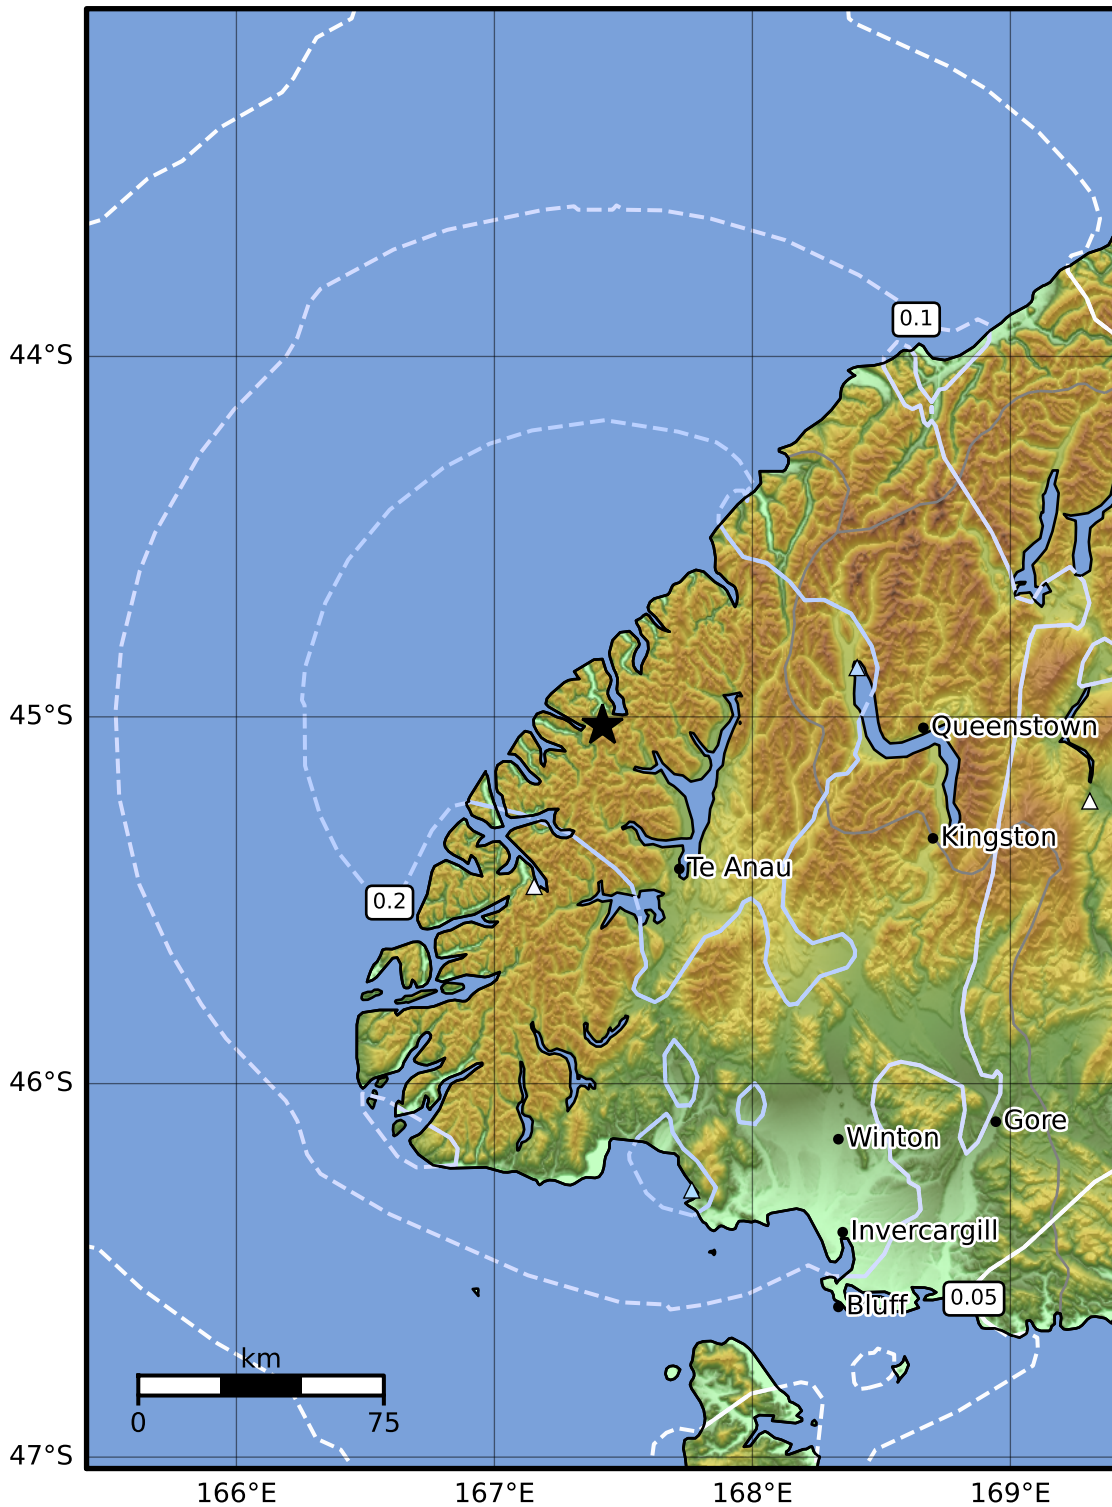 0.1
44°S
45°S
Queenstown
Kingston
Te Anau
0.2
46°S
Gore
Winton
Invercargill
0.05
Bluff
km
0
75
47°S
166°E
167°E
168°E
169°E